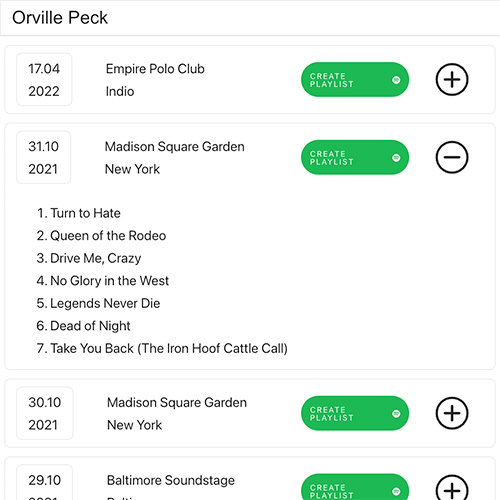 Orville Peck
17.04
2022
Empire Polo Club
Indio
CREATE
PLAYLIST
31.10
2021
Madison Square Garden
New York
CREATE
PLAYLIST
1. Turn to Hate
2. Queen of the Rodeo
3. Drive Me, Crazy
4. No Glory in the West
5. Legends Never Die
6. Dead of Night
7. Take You Back (The Iron Hoof Cattle Call)
30.10
2021
Madison Square Garden
New York
CREATE
PLAYLIST
29.10
Baltimore Soundstage
CREATE
PLAYLIST